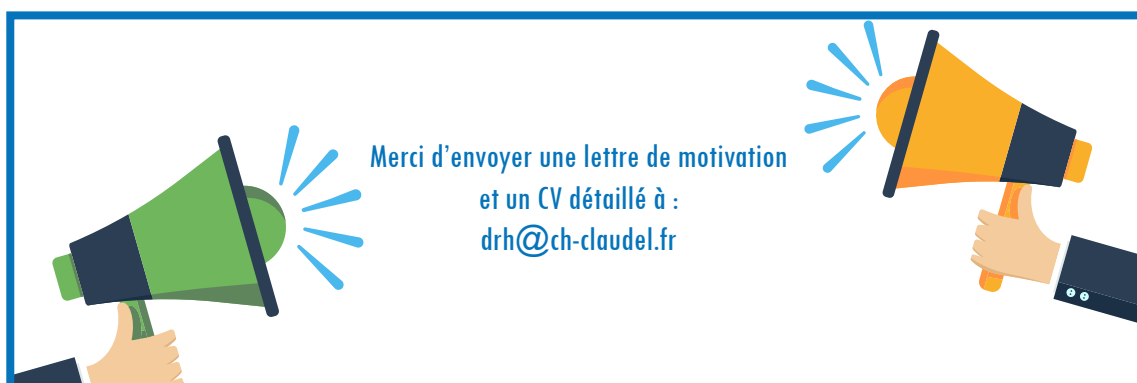 Merci d'envoyer une lettre de motivation
et un CV détaillé à :
drh@ch-claudel.fr